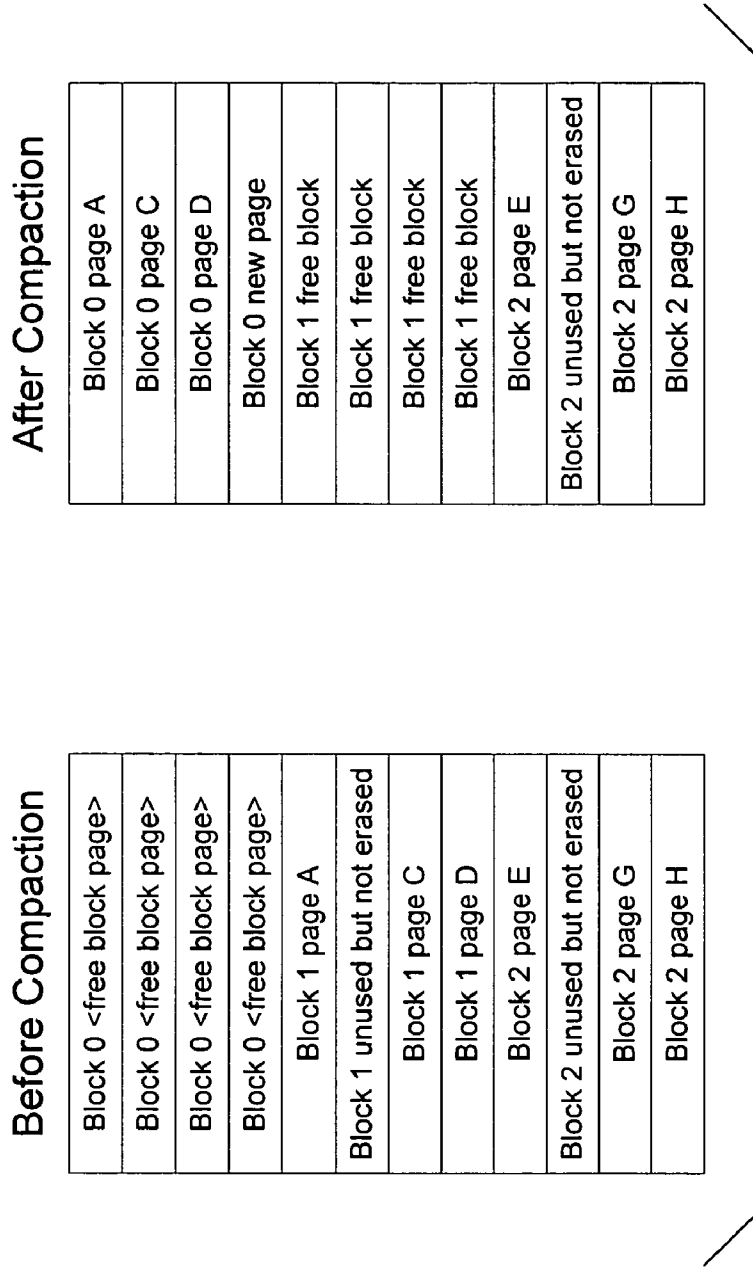 Before Compaction
Block 0 <free block page>
Block 0 <free block page>
Block 0 <free block page>
Block 0 <free block page>
Block 1 page A
Block 1 unused but not erased
Block 1 page C
Block 1 page D
Block 2 page E
Block 2 unused but not erased
Block 2 page G
Block 2 page H
After Compaction
Block 0 page A
Block 0 page C
Block 0 page D
Block 0 new page
Block 1 free block
Block 1 free block
Block 1 free block
Block 1 free block
Block 2 page E
Block 2 unused but not erased
Block 2 page G
Block 2 page H